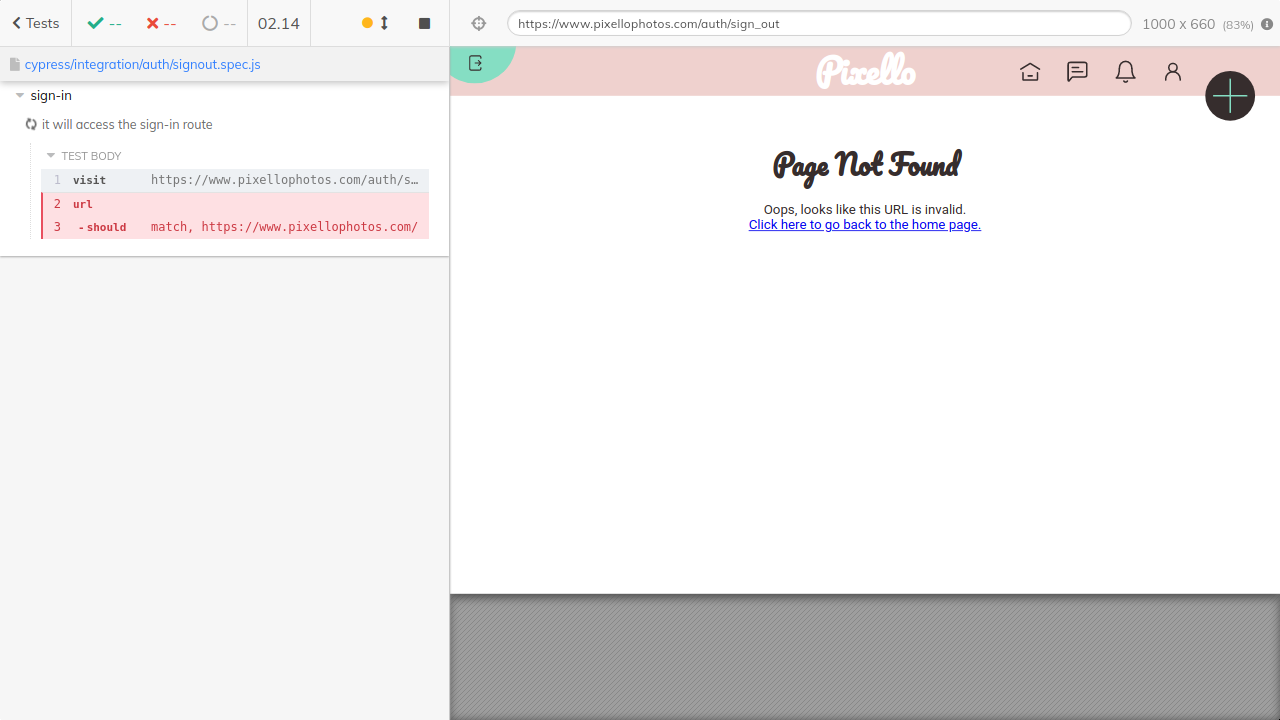 Tests
--
--
--
02.14
https://www.pixellophotos.com/auth/sign_out
1000 x 660 (83%)
cypress/integration/auth/signout.spec.js
sign-in
it will access the sign-in route
TEST BODY
1 visit https://www.pixellophotos.com/auth/s…
2 url
3 -should match, https://www.pixellophotos.com/
Pixello
Page Not Found
Oops, looks like this URL is invalid.
Click here to go back to the home page.